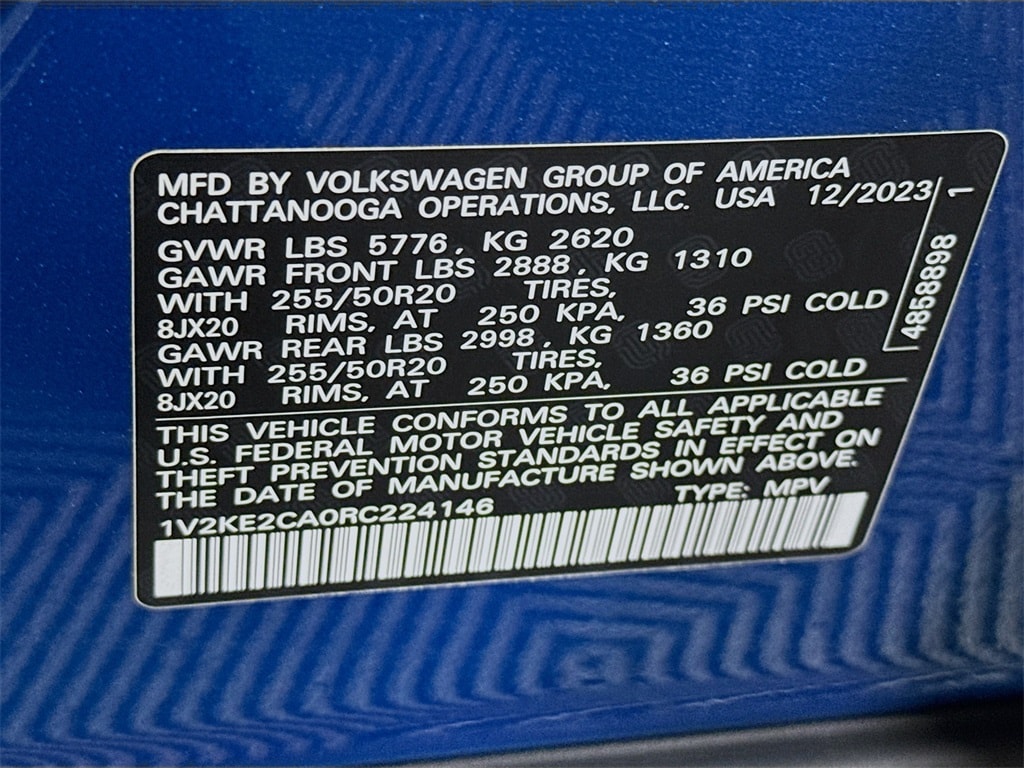 MFD BY VOLKSWAGEN GROUP OF AMERICA
CHATTANOOGA OPERATIONS, LLC. USA 12/2023
GVWR LBS 5776, KG 2620
GAWR FRONT LBS 2888, KG 1310
WITH 255/50R20 TIRES,
8JX20 RIMS, AT 250 KPA, 36 PSI COLD
GAWR REAR LBS 2998, KG 1360
WITH 255/50R20 TIRES,
8JX20 RIMS, AT 250 KPA, 36 PSI COLD
THIS VEHICLE CONFORMS TO ALL APPLICABLE
U.S. FEDERAL MOTOR VEHICLE SAFETY AND
THEFT PREVENTION STANDARDS IN EFFECT ON
THE DATE OF MANUFACTURE SHOWN ABOVE.
1V2KE2CA0RC224146 TYPE: MPV
4858898 1